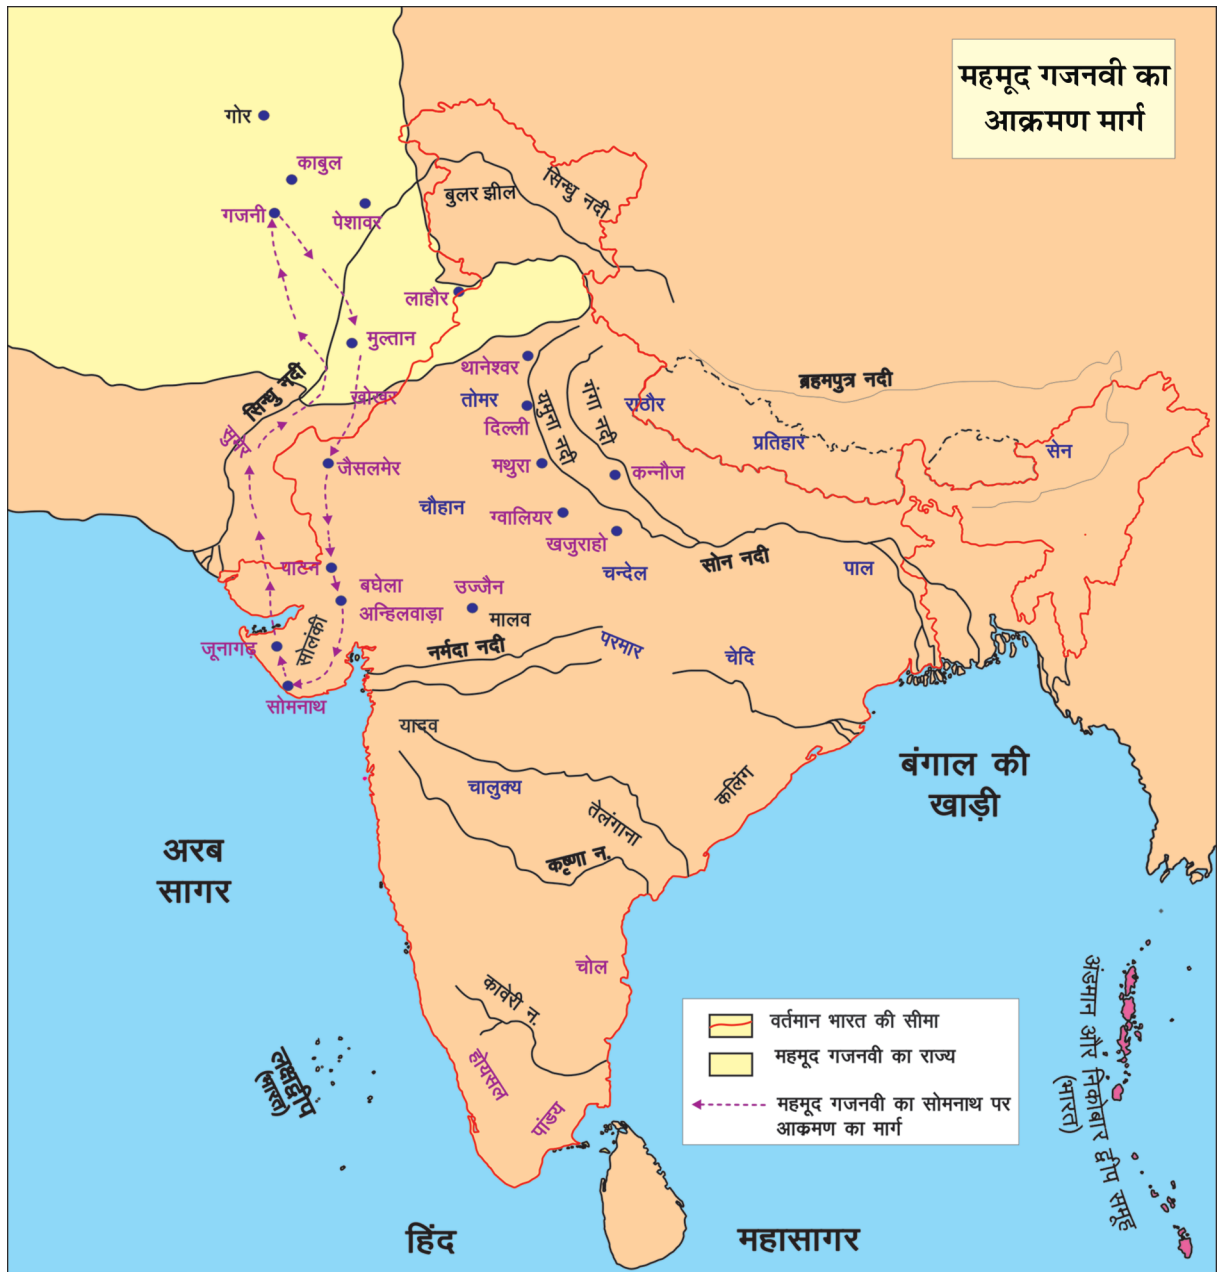 महमूद गजनवी का
आक्रमण मार्ग
गोर
काबुल
गजनी
पेशावर
बुलर झील
सिन्धु नदी
लाहौर
मुल्तान
थानेश्वर
सिन्धु नदी
खोखर
तोमर
दिल्ली
यमुना नदी
गंगा नदी
राठौर
ब्रहमपुत्र नदी
प्रतिहार
सेन
सुमेर
जैसलमेर
मथुरा
कन्नौज
चौहान
ग्वालियर
खजुराहो
सोन नदी
पाटन
बघेला
अन्हिलवाड़ा
उज्जैन
मालव
चन्देल
पाल
जूनागढ़
सोलंकी
नर्मदा नदी
परमार
चेदि
सोमनाथ
यादव
चालुक्य
तेलंगाना
कलिंग
बंगाल की
खाड़ी
कृष्णा न.
अरब
सागर
चोल
कावेरी न.
होयसल
पांडय
लक्षद्वीप
(भारत)
अंडमान और निकोबार द्वीप समूह
(भारत)
वर्तमान भारत की सीमा
महमूद गजनवी का राज्य
महमूद गजनवी का सोमनाथ पर
आक्रमण का मार्ग
हिंद महासागर